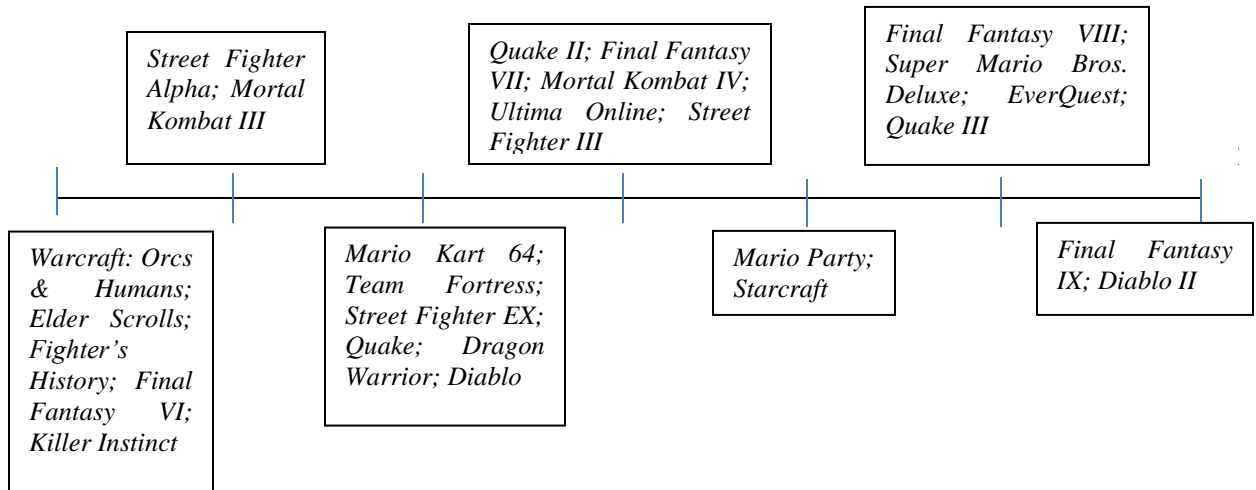 Street Fighter
Alpha; Mortal
Kombat III
Quake II; Final Fantasy
VII; Mortal Kombat IV;
Ultima Online; Street
Fighter III
Final Fantasy VIII;
Super Mario Bros.
Deluxe; EverQuest;
Quake III
Warcraft: Orcs
& Humans;
Elder Scrolls;
Fighter’s
History; Final
Fantasy VI;
Killer Instinct
Mario Kart 64;
Team Fortress;
Street Fighter EX;
Quake; Dragon
Warrior; Diablo
Mario Party;
Starcraft
Final Fantasy
IX; Diablo II